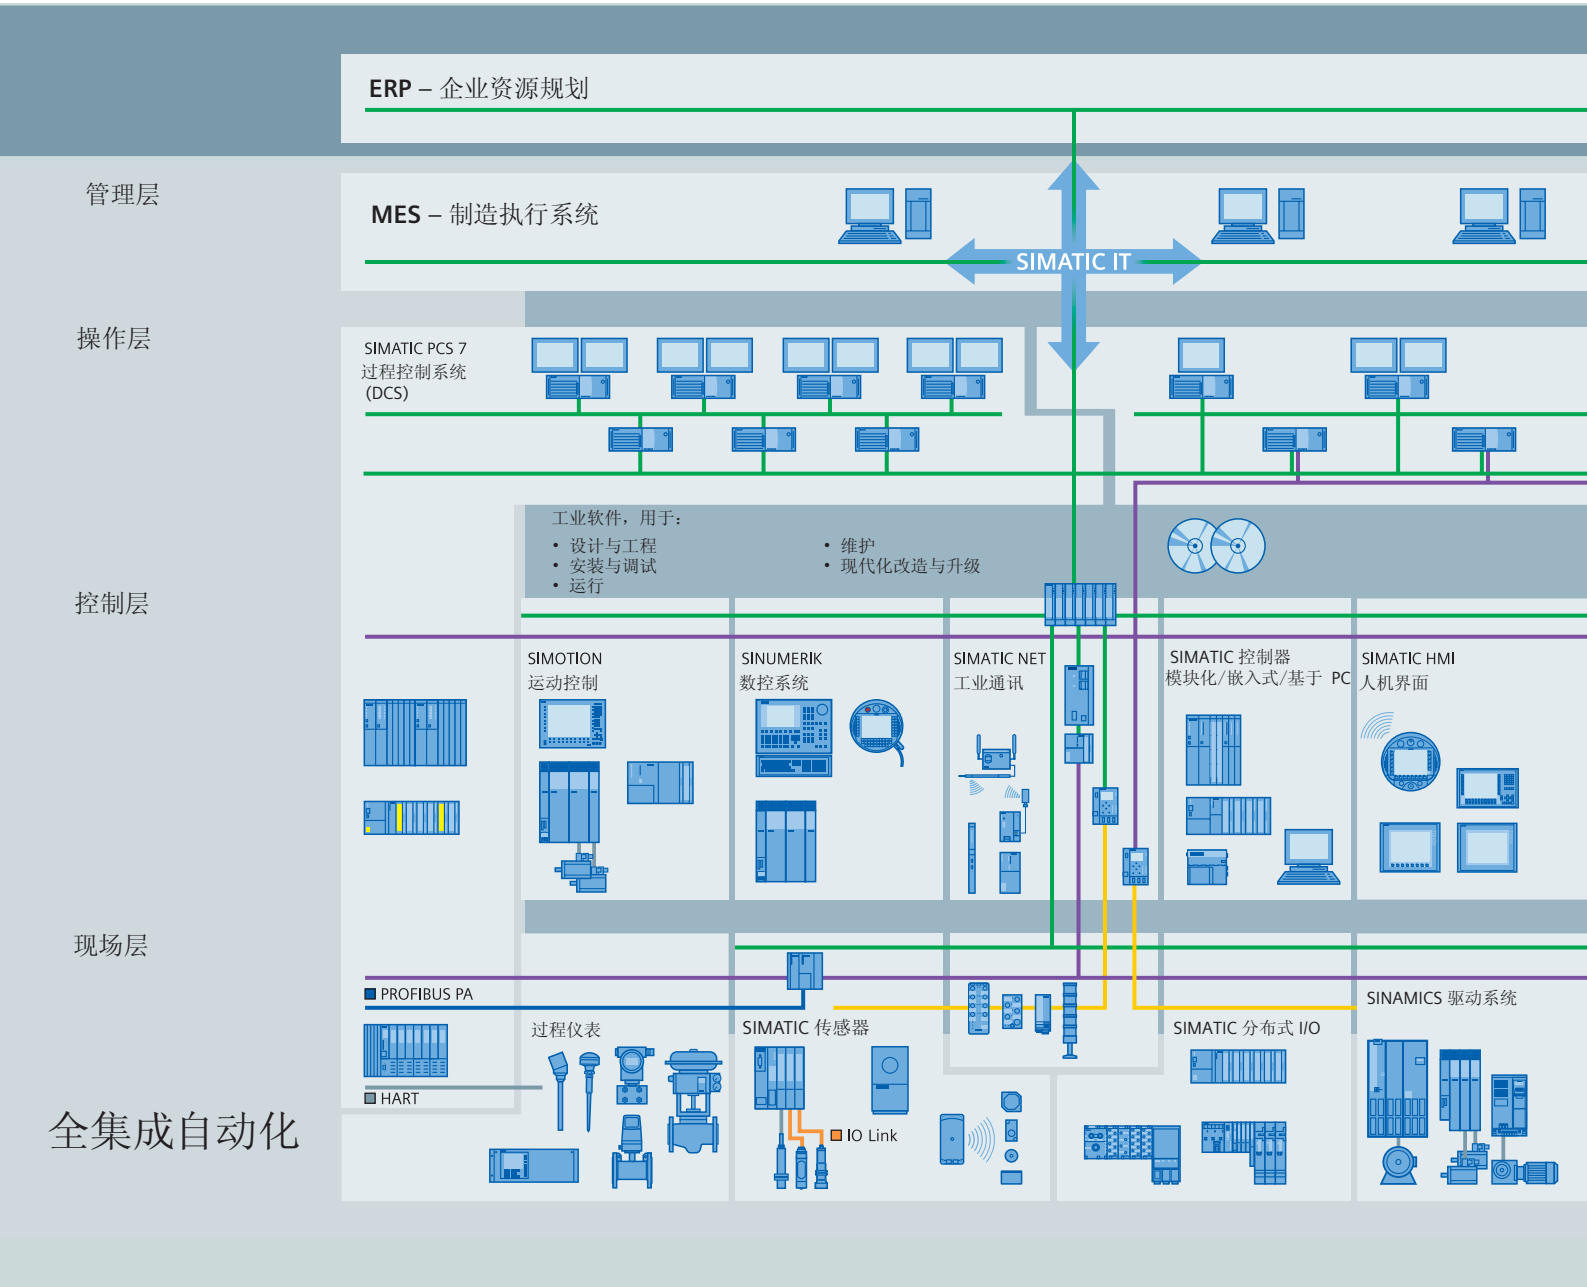 ERP – 企业资源规划
管理层
MES – 制造执行系统
SIMATIC IT
操作层
SIMATIC PCS 7
过程控制系统
(DCS)
工业软件，用于：
• 设计与工程
• 安装与调试
• 运行
• 维护
• 现代化改造与升级
控制层
SIMOTION
运动控制
SINUMERIK
数控系统
SIMATIC NET
工业通讯
SIMATIC 控制器
模块化/嵌入式/基于 PC
SIMATIC HMI
人机界面
现场层
PROFIBUS PA
HART
过程仪表
SIMATIC 传感器
IO Link
SIMATIC 分布式 I/O
SINAMICS 驱动系统
全集成自动化